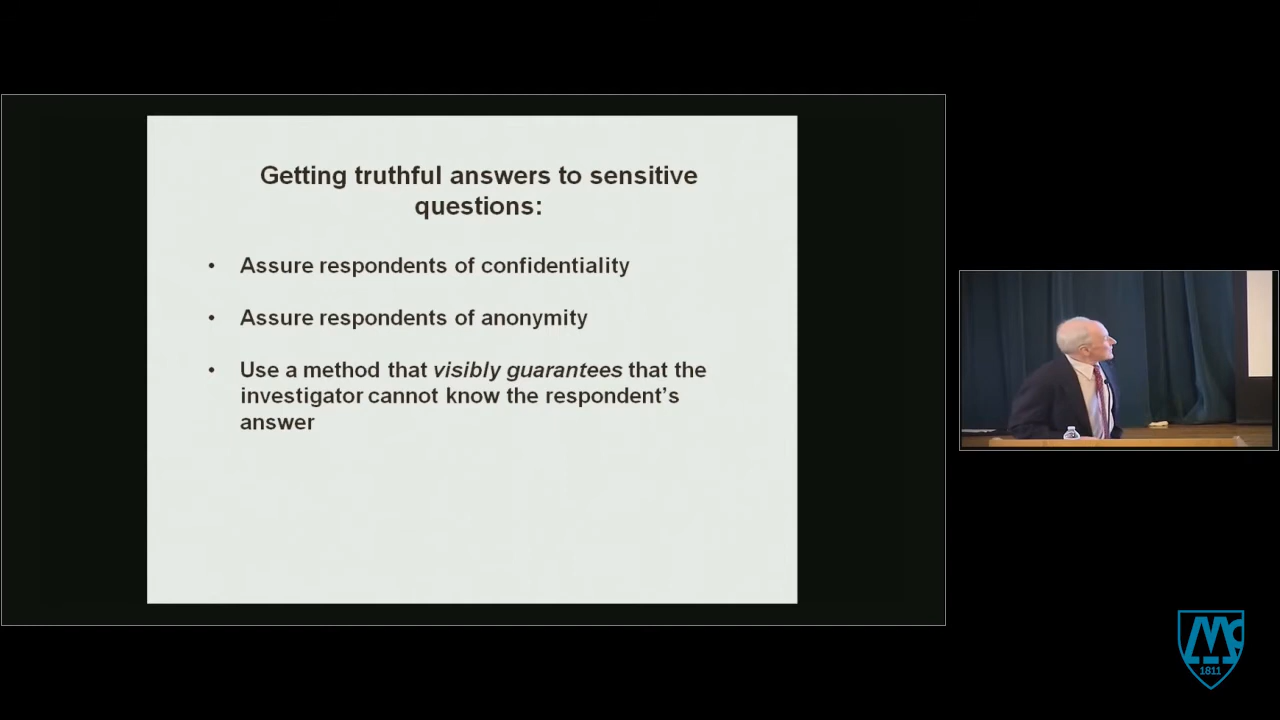 Getting truthful answers to sensitive
questions:
• Assure respondents of confidentiality
• Assure respondents of anonymity
• Use a method that visibly guarantees that the
investigator cannot know the respondent’s
answer
1811